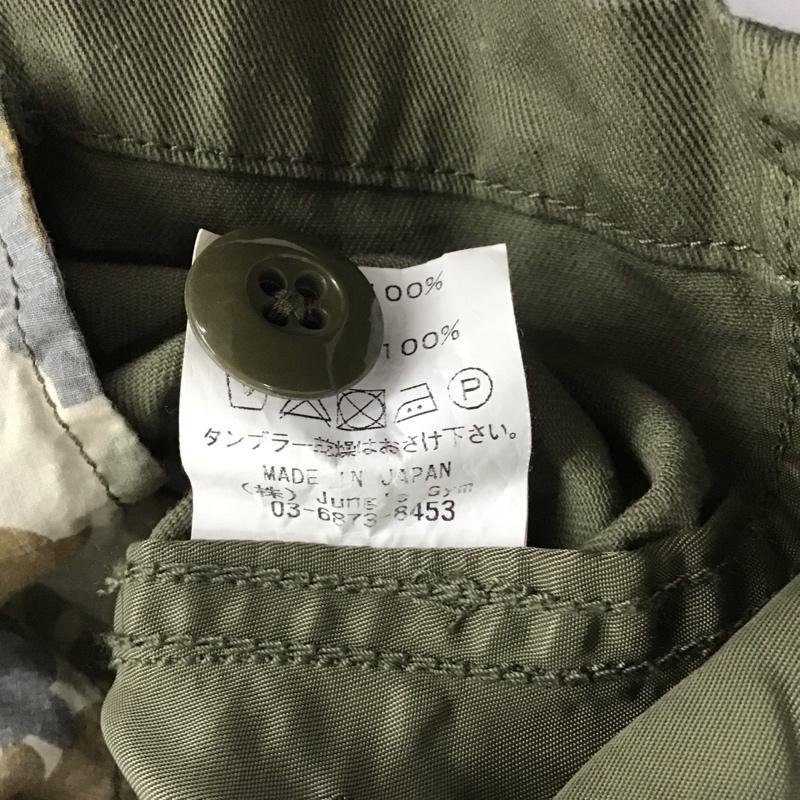 100%
100%
P
タンブラー乾燥はおさけ下さい。
MADE IN JAPAN
(株) Jung's Gym
03-6873-8453